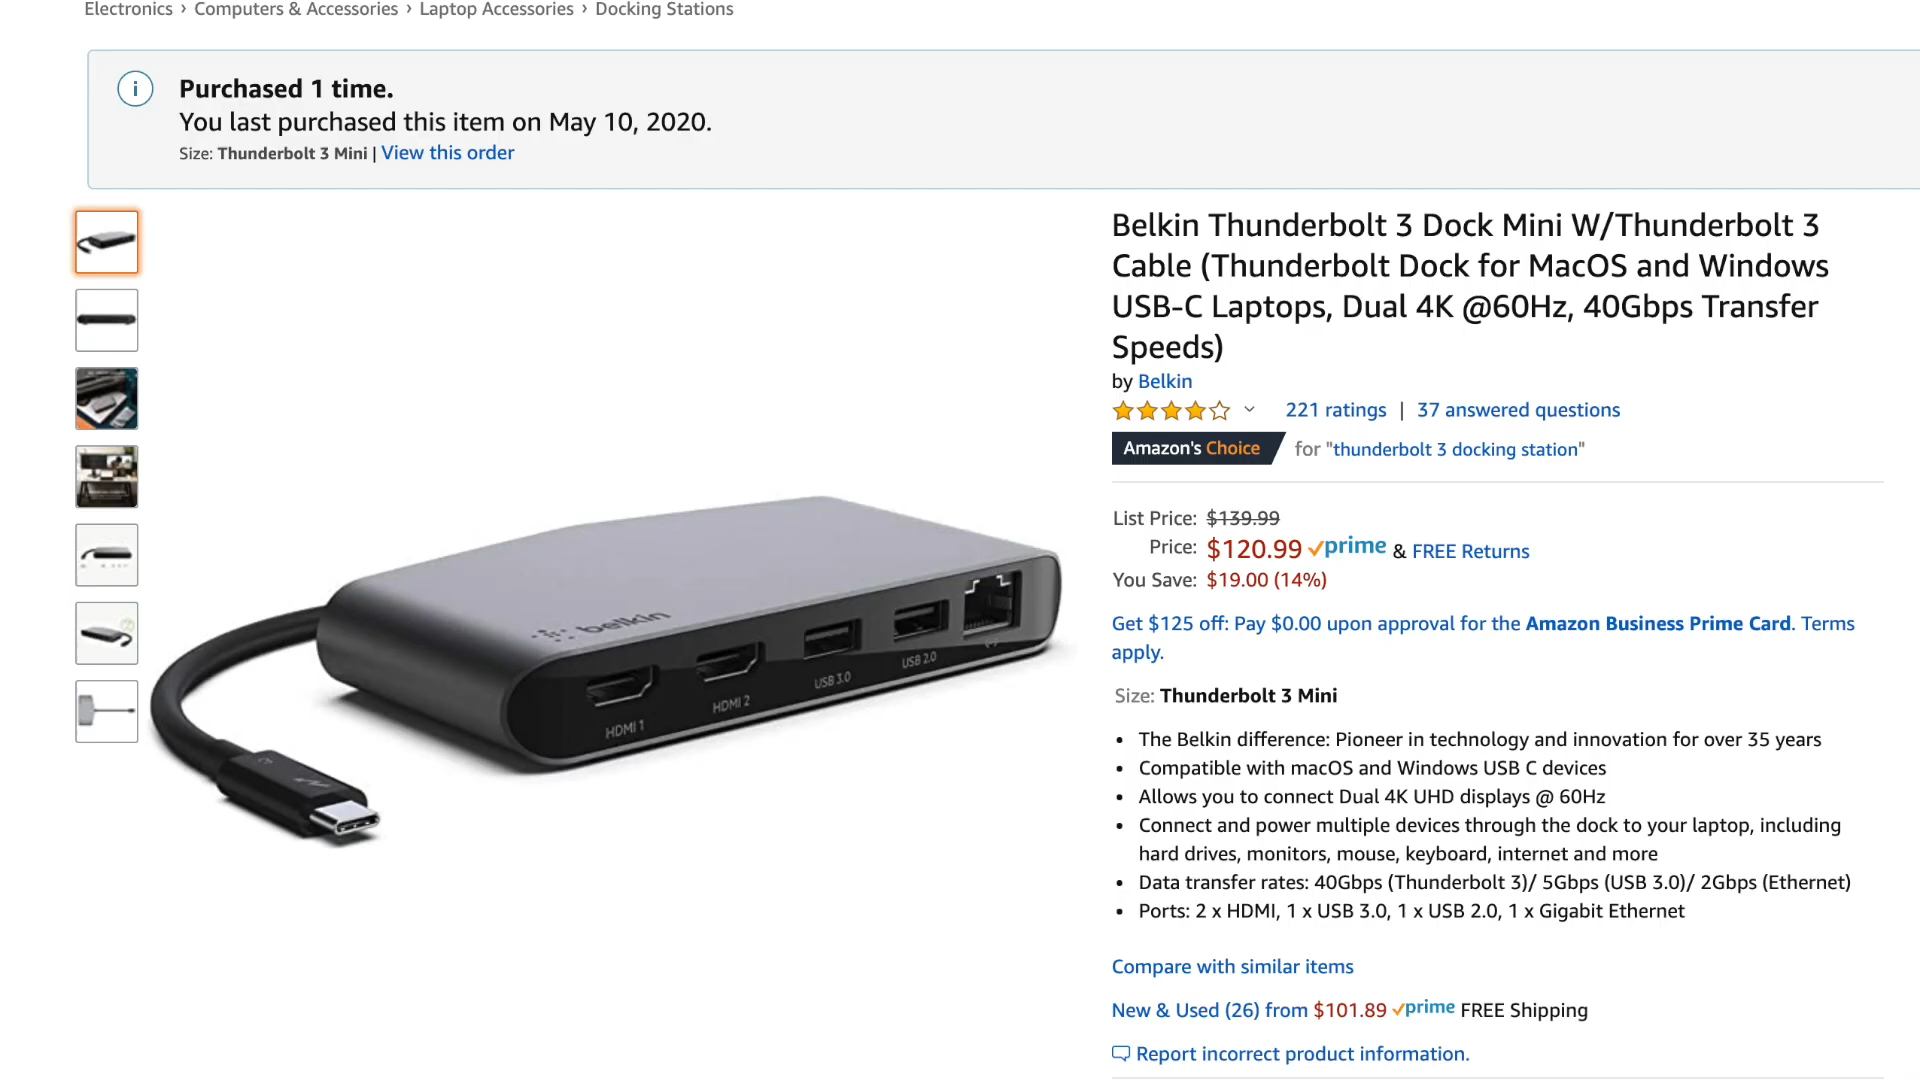 Electronics › Computers & Accessories › Laptop Accessories › Docking Stations
Purchased 1 time.
You last purchased this item on May 10, 2020.
Size: Thunderbolt 3 Mini | View this order
Belkin Thunderbolt 3 Dock Mini W/Thunderbolt 3
Cable (Thunderbolt Dock for MacOS and Windows
USB-C Laptops, Dual 4K @60Hz, 40Gbps Transfer
Speeds)
by Belkin
221 ratings | 37 answered questions
Amazon's Choice for "thunderbolt 3 docking station"
List Price: $139.99
Price: $120.99 prime & FREE Returns
You Save: $19.00 (14%)
Get $125 off: Pay $0.00 upon approval for the Amazon Business Prime Card. Terms
apply.
Size: Thunderbolt 3 Mini
• The Belkin difference: Pioneer in technology and innovation for over 35 years
• Compatible with macOS and Windows USB C devices
• Allows you to connect Dual 4K UHD displays @ 60Hz
• Connect and power multiple devices through the dock to your laptop, including
hard drives, monitors, mouse, keyboard, internet and more
• Data transfer rates: 40Gbps (Thunderbolt 3)/ 5Gbps (USB 3.0)/ 2Gbps (Ethernet)
• Ports: 2 x HDMI, 1 x USB 3.0, 1 x USB 2.0, 1 x Gigabit Ethernet
Compare with similar items
New & Used (26) from $101.89 prime FREE Shipping
Report incorrect product information.
belkin
HDMI 1
HDMI 2
USB 3.0
USB 2.0